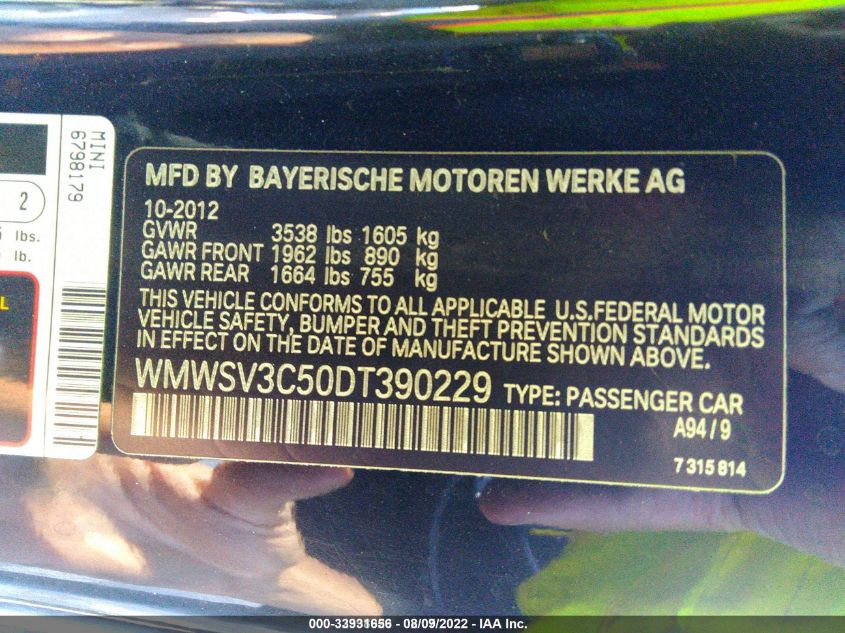 MINI
6798179
2
lbs.
lb.
MFD BY BAYERISCHE MOTOREN WERKE AG
10-2012
GVWR 3538 lbs 1605 kg
GAWR FRONT 1962 lbs 890 kg
GAWR REAR 1664 lbs 755 kg
THIS VEHICLE CONFORMS TO ALL APPLICABLE U.S.FEDERAL MOTOR
VEHICLE SAFETY, BUMPER AND THEFT PREVENTION STANDARDS
IN EFFECT ON THE DATE OF MANUFACTURE SHOWN ABOVE.
WMWSV3C50DT390229 TYPE: PASSENGER CAR
A94/9
7 315 814
000-33931656 - 08/09/2022 - IAA Inc.